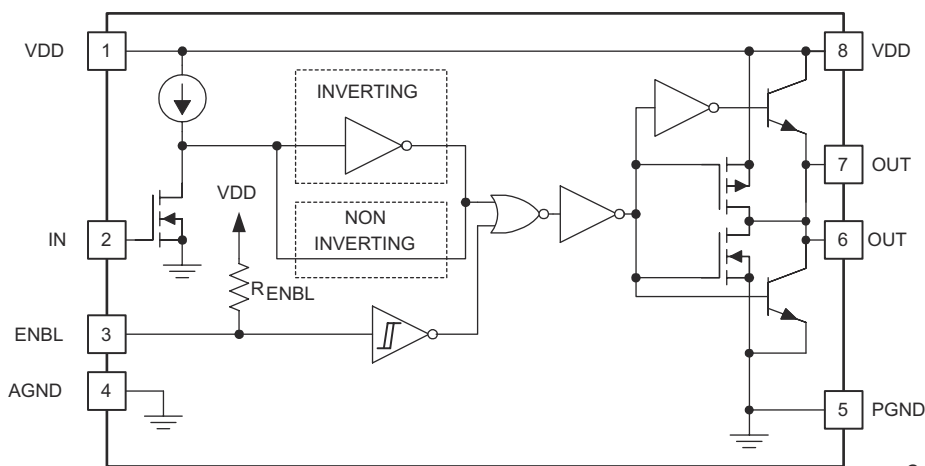 VDD 1
8 VDD
INVERTING
VDD
7 OUT
IN 2
NON
INVERTING
6 OUT
RENBL
ENBL 3
AGND 4
5 PGND